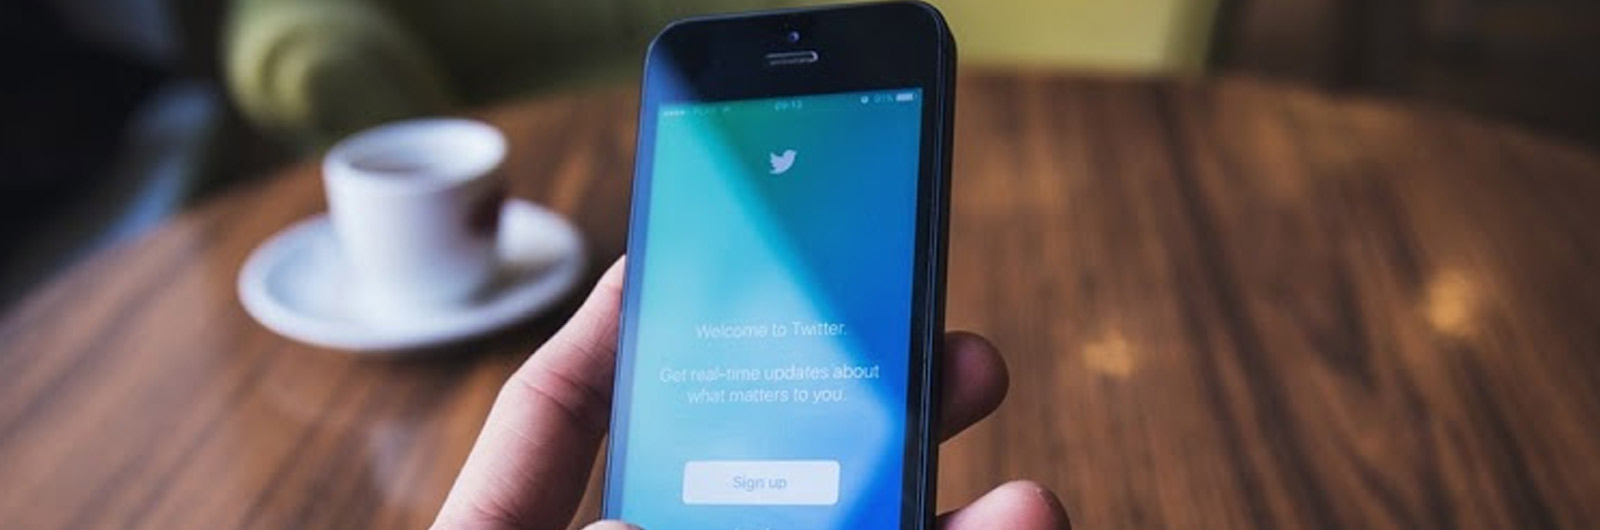 Welcome to Twitter.
Get real-time updates about
what matters to you.
Sign up